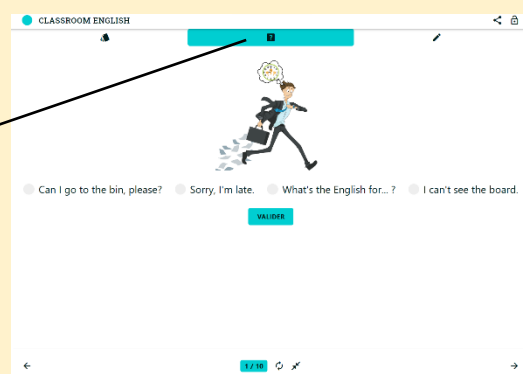 CLASSROOM ENGLISH
?
Can I go to the bin, please? Sorry, I'm late. What's the English for... ? I can't see the board.
VALIDER
1 / 10